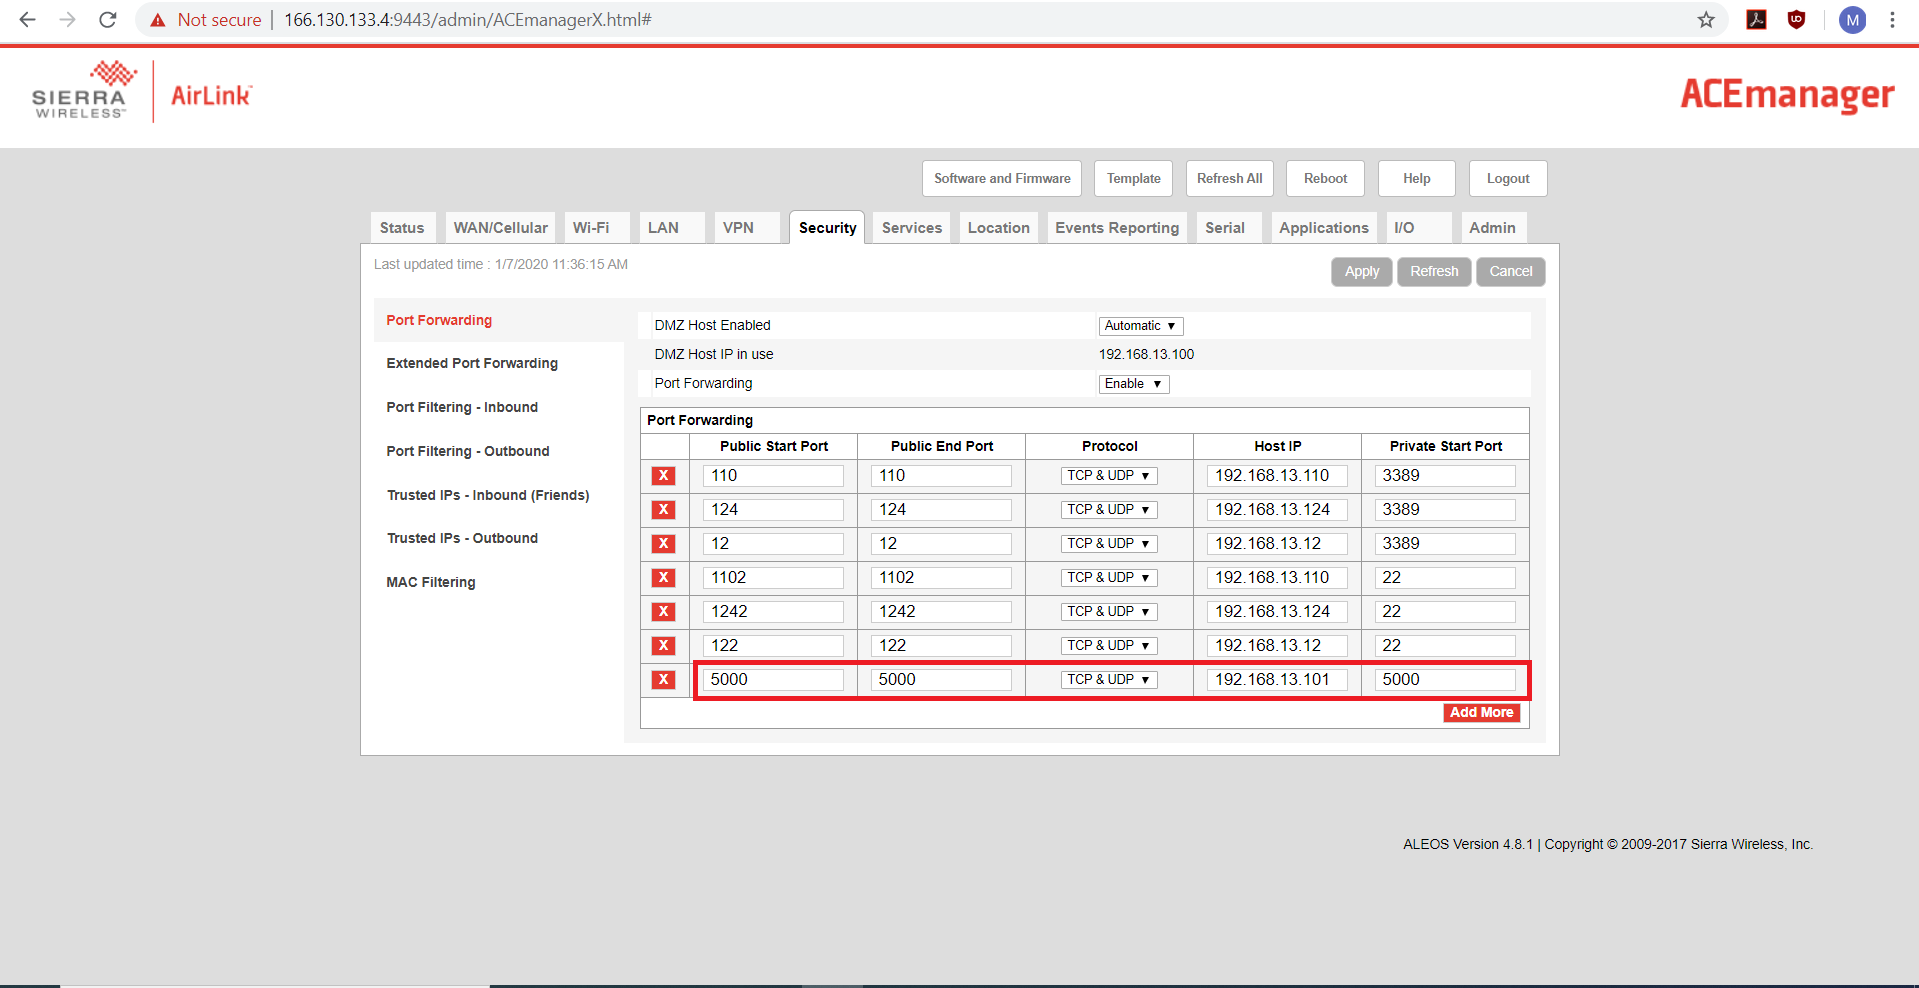 Not secure | 166.130.133.4:9443/admin/ACEmanagerX.html#
M
SIERRA
WIRELESS™
AirLink™
ACEmanager
Software and Firmware Template Refresh All Reboot Help Logout
Status WAN/Cellular Wi-Fi LAN VPN Security Services Location Events Reporting Serial Applications I/O Admin
Last updated time : 1/7/2020 11:36:15 AM
Apply Refresh Cancel
Port Forwarding
Extended Port Forwarding
Port Filtering - Inbound
Port Filtering - Outbound
Trusted IPs - Inbound (Friends)
Trusted IPs - Outbound
MAC Filtering
DMZ Host Enabled Automatic ▼
DMZ Host IP in use 192.168.13.100
Port Forwarding Enable ▼
Port Forwarding
Public Start Port Public End Port Protocol Host IP Private Start Port
X 110 110 TCP & UDP ▼ 192.168.13.110 3389
X 124 124 TCP & UDP ▼ 192.168.13.124 3389
X 12 12 TCP & UDP ▼ 192.168.13.12 3389
X 1102 1102 TCP & UDP ▼ 192.168.13.110 22
X 1242 1242 TCP & UDP ▼ 192.168.13.124 22
X 122 122 TCP & UDP ▼ 192.168.13.12 22
X 5000 5000 TCP & UDP ▼ 192.168.13.101 5000
Add More
ALEOS Version 4.8.1 | Copyright © 2009-2017 Sierra Wireless, Inc.